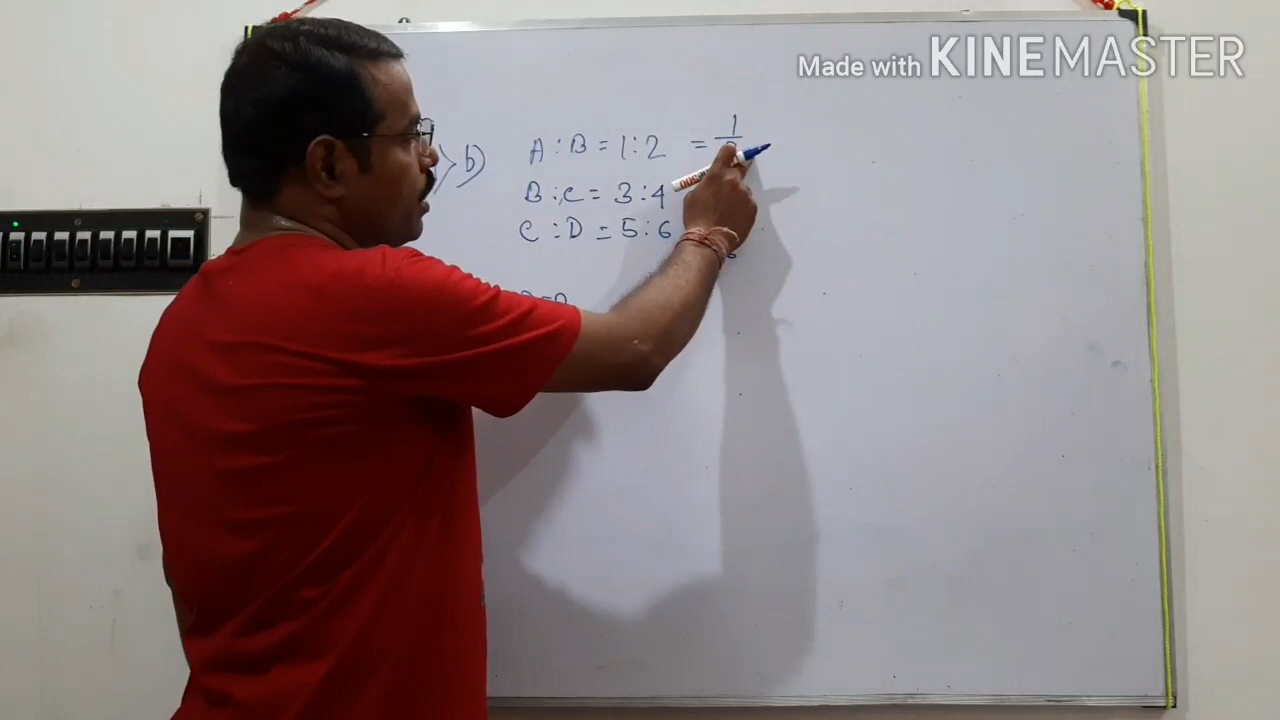 Made with KINEMASTER
b) A : B = 1 : 2 = 1
B : C = 3 : 4
C : D = 5 : 6